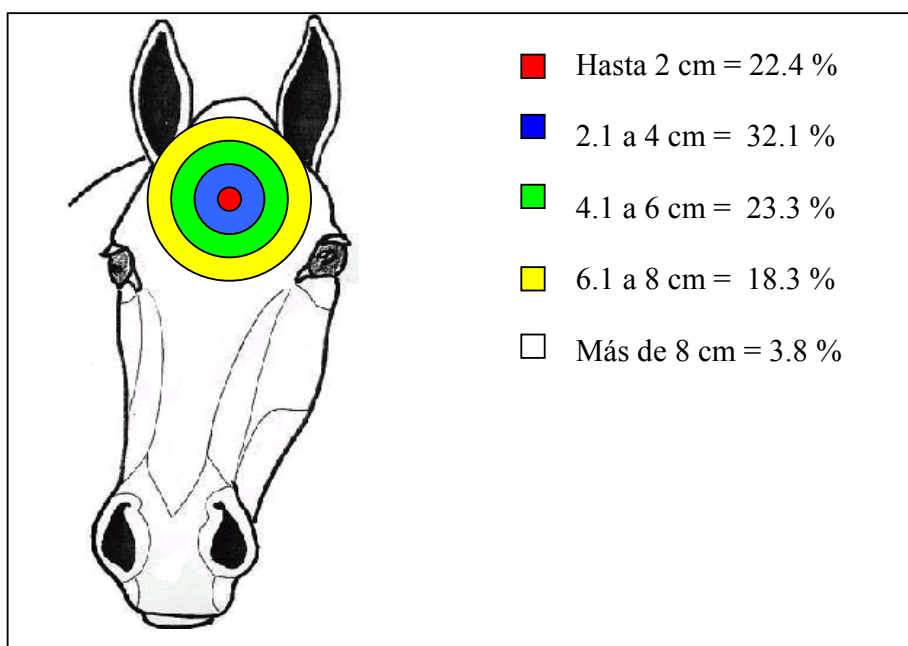 Hasta 2 cm = 22.4 %
2.1 a 4 cm = 32.1 %
4.1 a 6 cm = 23.3 %
6.1 a 8 cm = 18.3 %
Más de 8 cm = 3.8 %